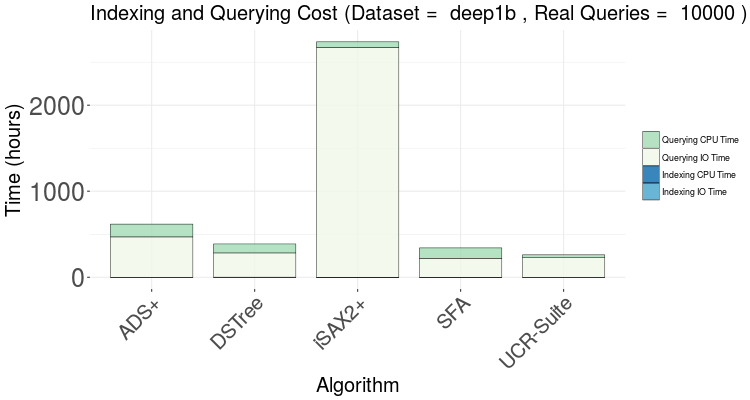 Indexing and Querying Cost (Dataset = deep1b , Real Queries = 10000 )
Time (hours)
2000
1000
0
ADS+
DSTree
iSAX2+
SFA
UCR-Suite
Algorithm
Querying CPU Time
Querying IO Time
Indexing CPU Time
Indexing IO Time